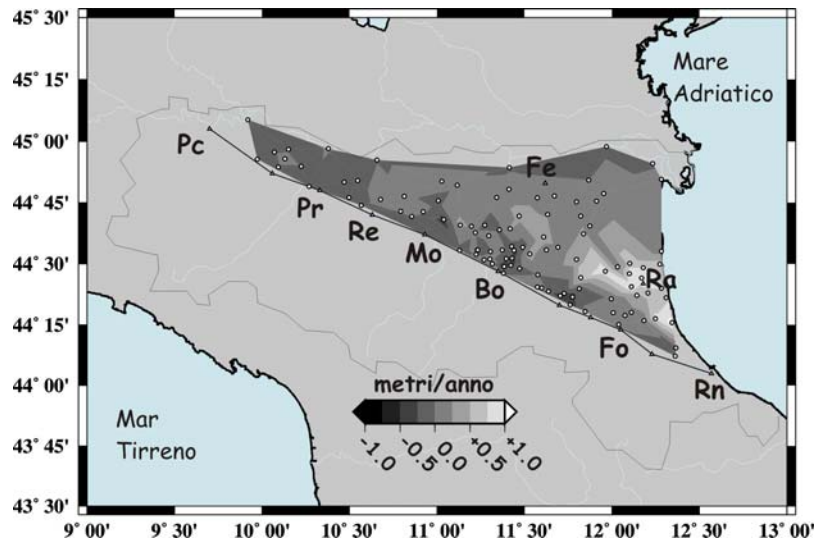 45° 30'
45° 15'
45° 00'
44° 45'
44° 30'
44° 15'
44° 00'
43° 45'
43° 30'
Mare
Adriatico
Pc
Fe
Pr
Re
Mo
Bo
Ra
Fo
Rn
metri/anno
-1.0
-0.5
0.0
+0.5
+1.0
Mar
Tirreno
9° 00'
9° 30'
10° 00'
10° 30'
11° 00'
11° 30'
12° 00'
12° 30'
13° 00'